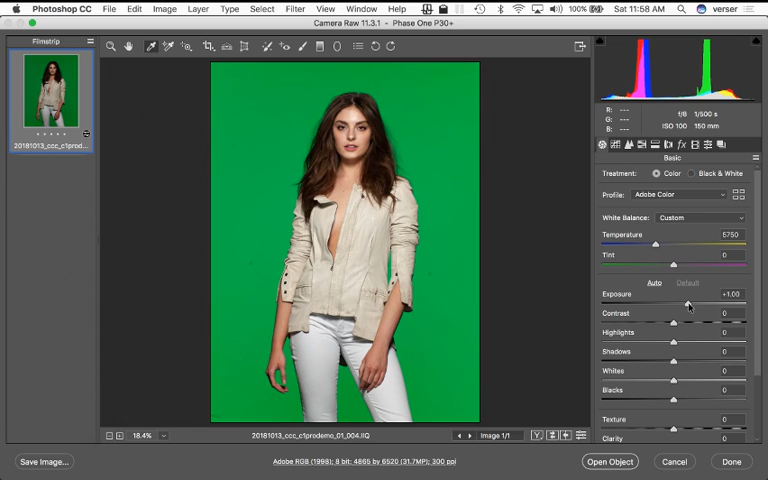 Photoshop CC File Edit Image Layer Type Select Filter View Window Help 100% Sat 11:58 AM verser
Camera Raw 11.3.1 - Phase One P30+
Filmstrip
20181013_ccc_c1prod...
R: ---
G: ---
B: ---
f/8 1/500 s
ISO 100 150 mm
Basic
Treatment: Color Black & White
Profile: Adobe Color
White Balance: Custom
Temperature 5750
Tint 0
Auto Default
Exposure +1.00
Contrast 0
Highlights 0
Shadows 0
Whites 0
Blacks 0
Texture 0
Clarity 0
18.4% 20181013_ccc_c1prodemo_01_004.IIQ Image 1/1 Y
Save Image... Adobe RGB (1998); 8 bit; 4865 by 6520 (31.7MP); 300 ppi Open Object Cancel Done